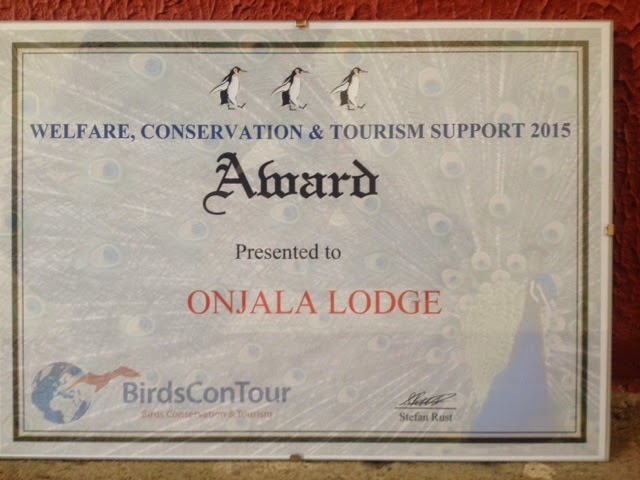 WELFARE, CONSERVATION & TOURISM SUPPORT 2015
Award
Presented to
ONJALA LODGE
BirdsConTour
Birds Conservation & Tourism
Stefan Rust